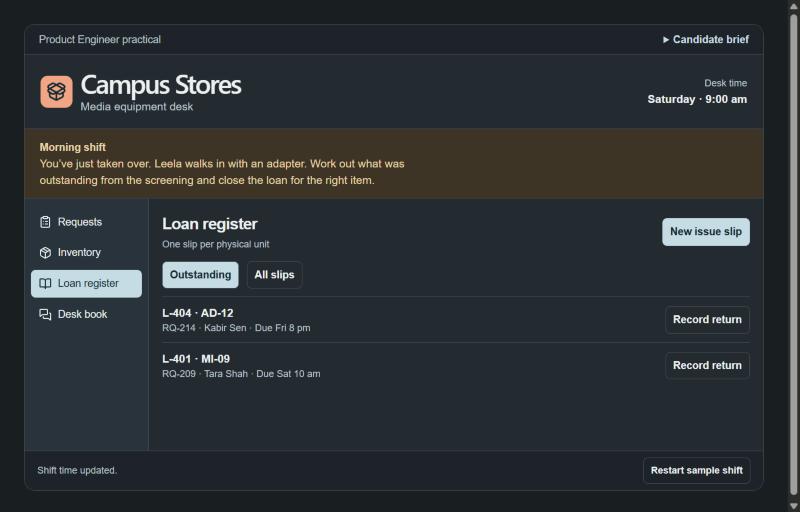 Product Engineer practical
Candidate brief
Campus Stores
Media equipment desk
Desk time
Saturday · 9:00 am
Morning shift
You've just taken over. Leela walks in with an adapter. Work out what was
outstanding from the screening and close the loan for the right item.
Requests
Inventory
Loan register
Desk book
Loan register
One slip per physical unit
New issue slip
Outstanding
All slips
L-404 · AD-12
RQ-214 · Kabir Sen · Due Fri 8 pm
Record return
L-401 · MI-09
RQ-209 · Tara Shah · Due Sat 10 am
Record return
Shift time updated.
Restart sample shift